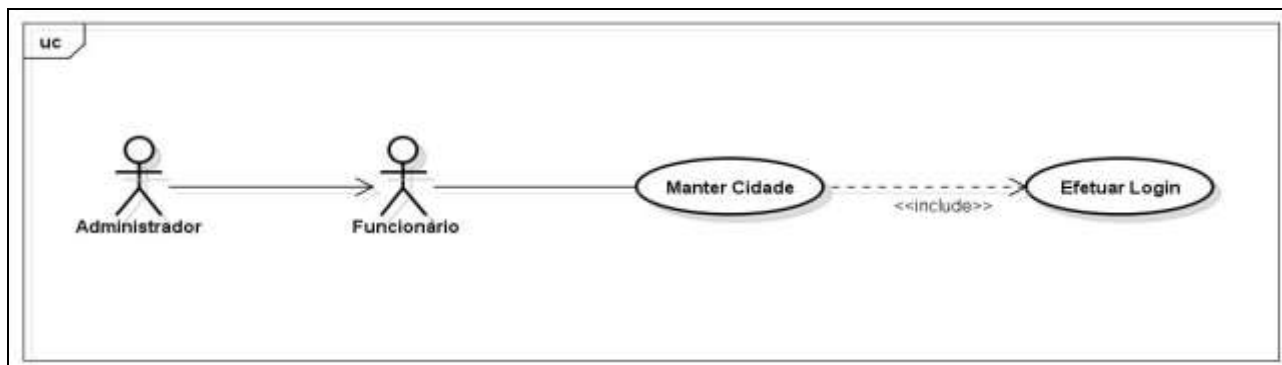 uc
Manter Cidade
Efetuar Login
<<include>>
Administrador
Funcionário